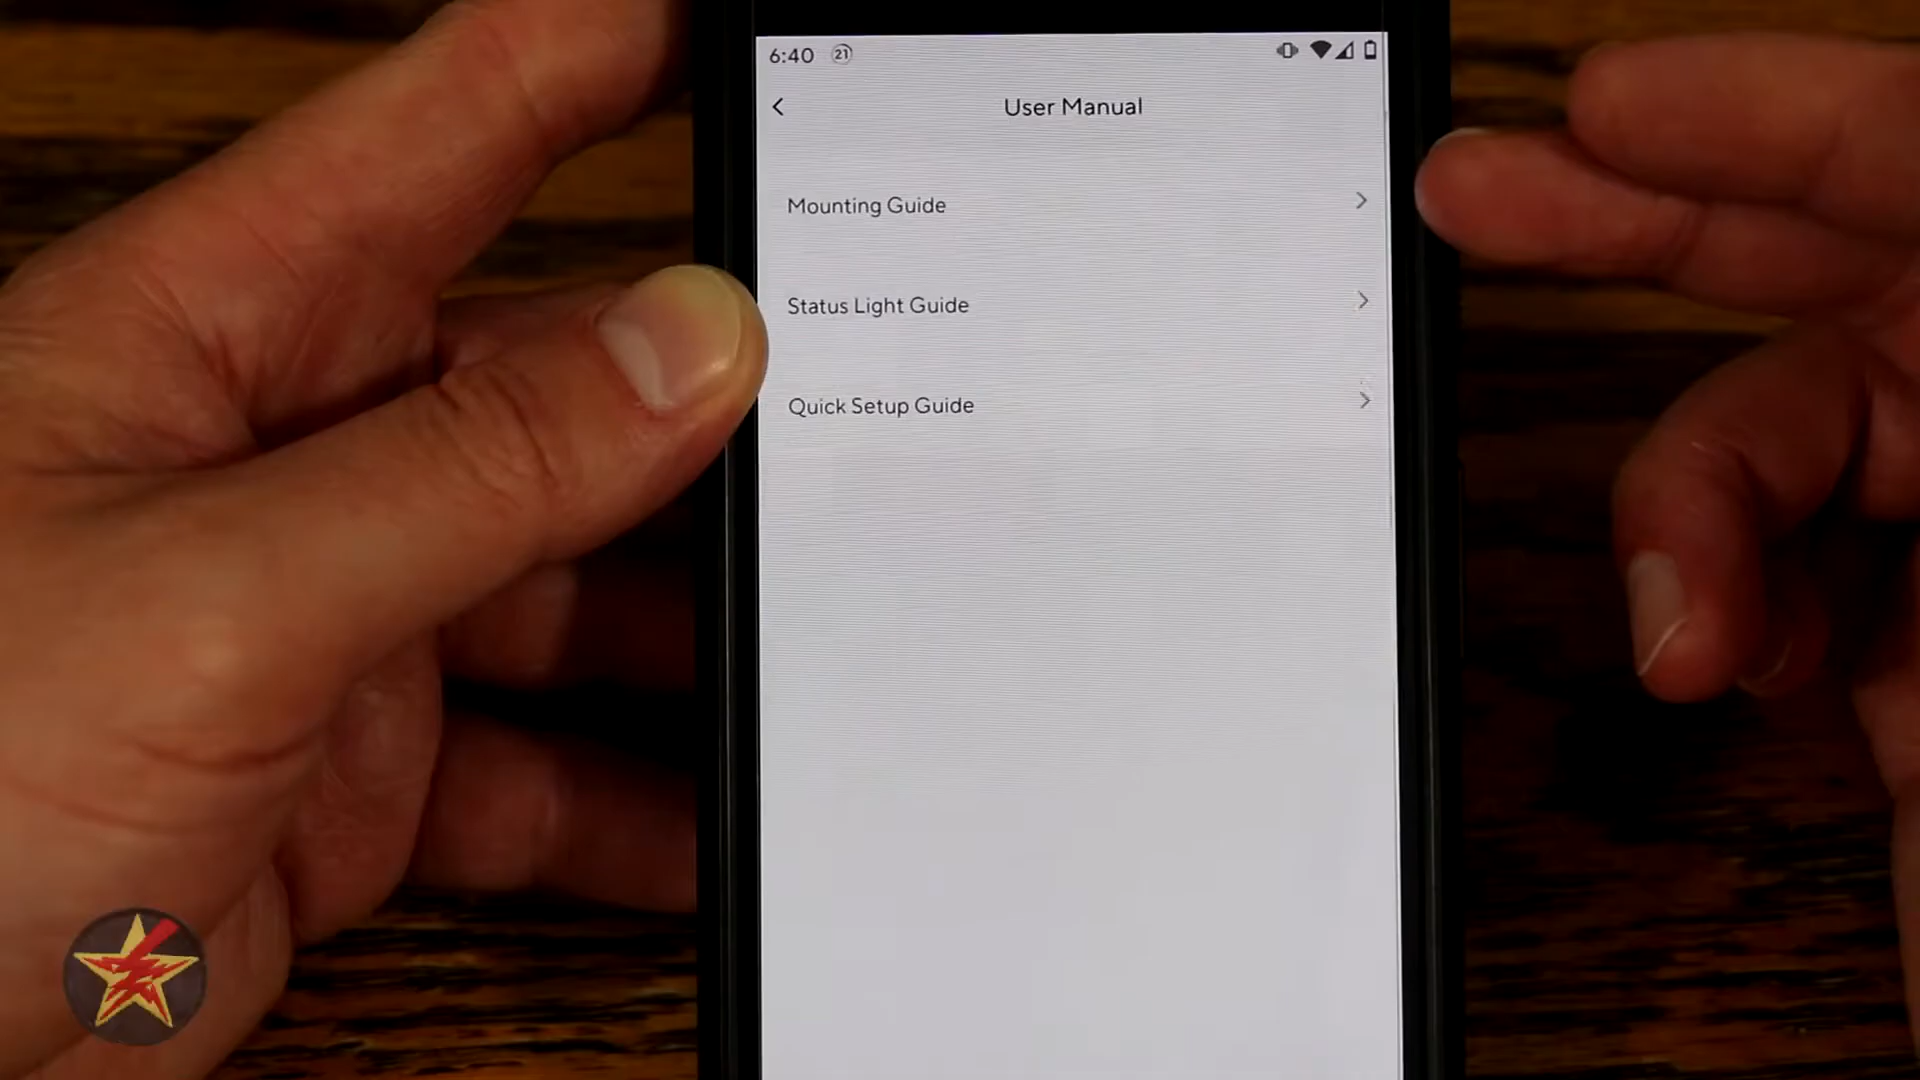 6:40 21
User Manual
Mounting Guide
Status Light Guide
Quick Setup Guide